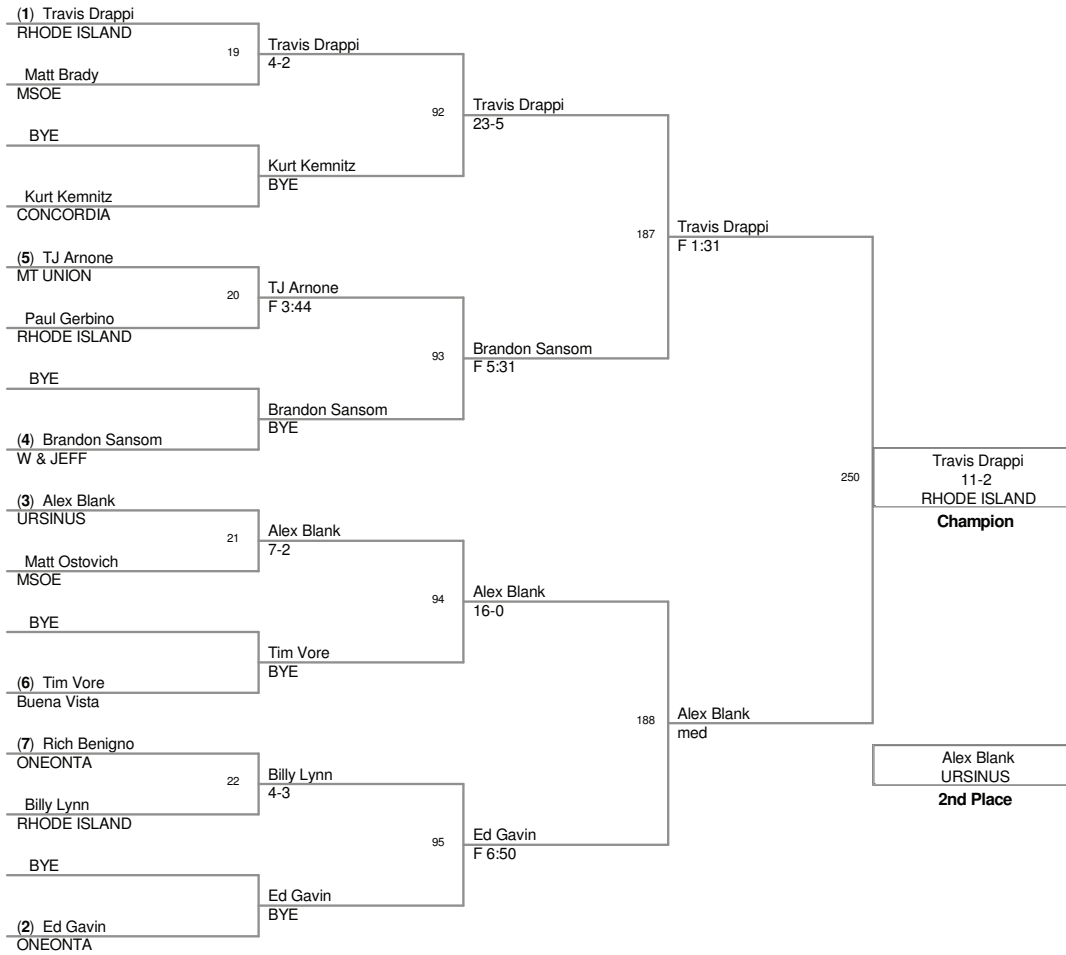 (1) Travis Drappi
RHODE ISLAND
19
Matt Brady
MSOE
Travis Drappi
4-2
BYE
Kurt Kemnitz
CONCORDIA
Kurt Kemnitz
BYE
92
Travis Drappi
23-5
(5) TJ Arnone
MT UNION
20
Paul Gerbino
RHODE ISLAND
TJ Arnone
F 3:44
BYE
(4) Brandon Sansom
W & JEFF
Brandon Sansom
BYE
93
Brandon Sansom
F 5:31
187
Travis Drappi
F 1:31
(3) Alex Blank
URSINUS
21
Matt Ostovich
MSOE
Alex Blank
7-2
BYE
(6) Tim Vore
Buena Vista
Tim Vore
BYE
94
Alex Blank
16-0
(7) Rich Benigno
ONEONTA
22
Billy Lynn
RHODE ISLAND
Billy Lynn
4-3
BYE
(2) Ed Gavin
ONEONTA
Ed Gavin
BYE
95
Ed Gavin
F 6:50
188
Alex Blank
med
250
Travis Drappi
11-2
RHODE ISLAND
Champion
Alex Blank
URSINUS
2nd Place